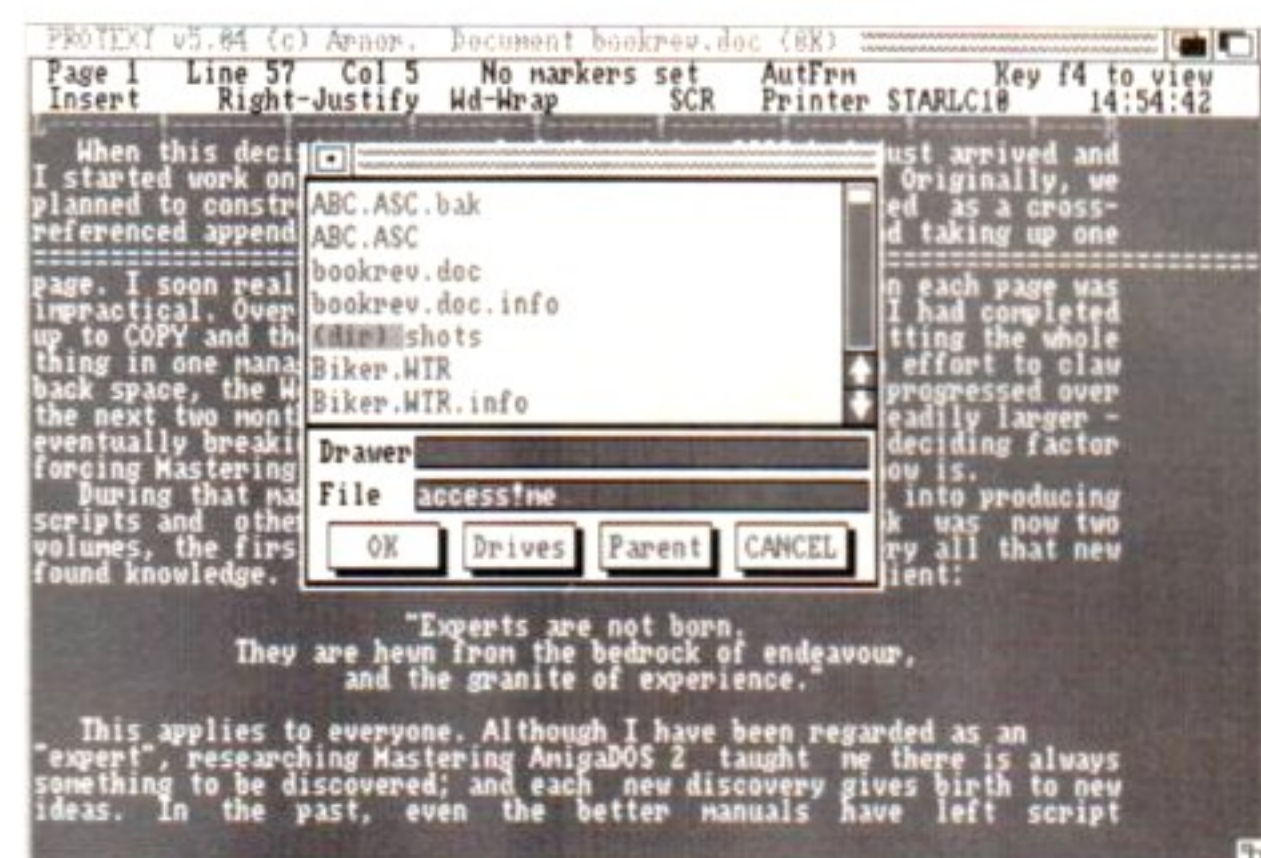 PROTEXT v5.04 (c) Arnor. Document bookrev.doc (8K)
Page 1 Line 57 Col 5 No markers set AutFrm Key f4 to view
Insert Right-Justify Wd-Wrap SCR Printer STARLC10 14:54:42
When this deci ust arrived and
I started work on Originally, we
planned to constr ed as a cross-
referenced append d taking up one
page. I soon real n each page was
impractical. Over I had completed
up to COPY and th tting the whole
thing in one mana effort to claw
back space, the W progressed over
the next two mont eadily larger -
eventually breaki deciding factor
forcing Mastering ow is.
During that ma into producing
scripts and othe k was now two
volumes, the firs ry all that new
found knowledge. lient:
ABC.ASC.bak
ABC.ASC
bookrev.doc
bookrev.doc.info
(dir) shots
Biker.WTR
Biker.WTR.info
Drawer
File access!me
OK Drives Parent CANCEL
"Experts are not born.
They are hewn from the bedrock of endeavour,
and the granite of experience."
This applies to everyone. Although I have been regarded as an
"expert", researching Mastering AmigaDOS 2 taught me there is always
something to be discovered; and each new discovery gives birth to new
ideas. In the past, even the better manuals have left script